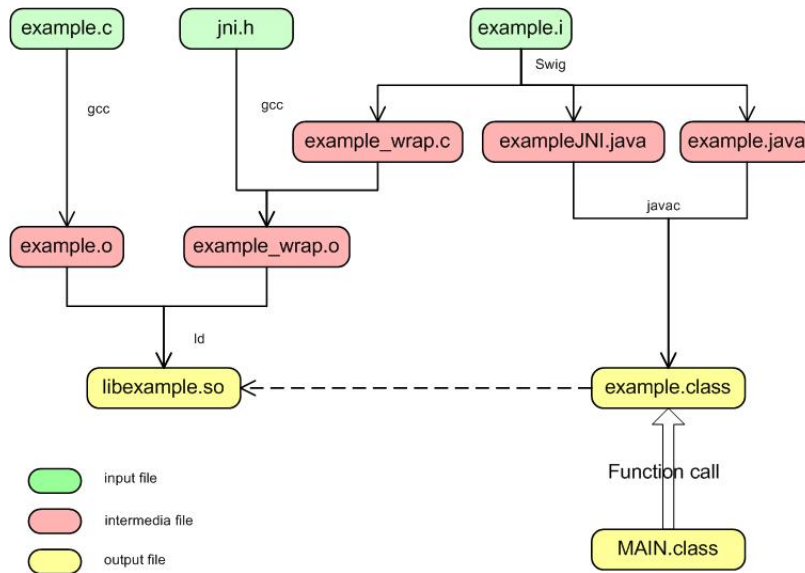 example.c
jni.h
example.i
Swig
gcc
gcc
example_wrap.c
exampleJNI.java
example.java
javac
example.o
example_wrap.o
ld
libexample.so
example.class
Function call
input file
intermedia file
output file
MAIN.class